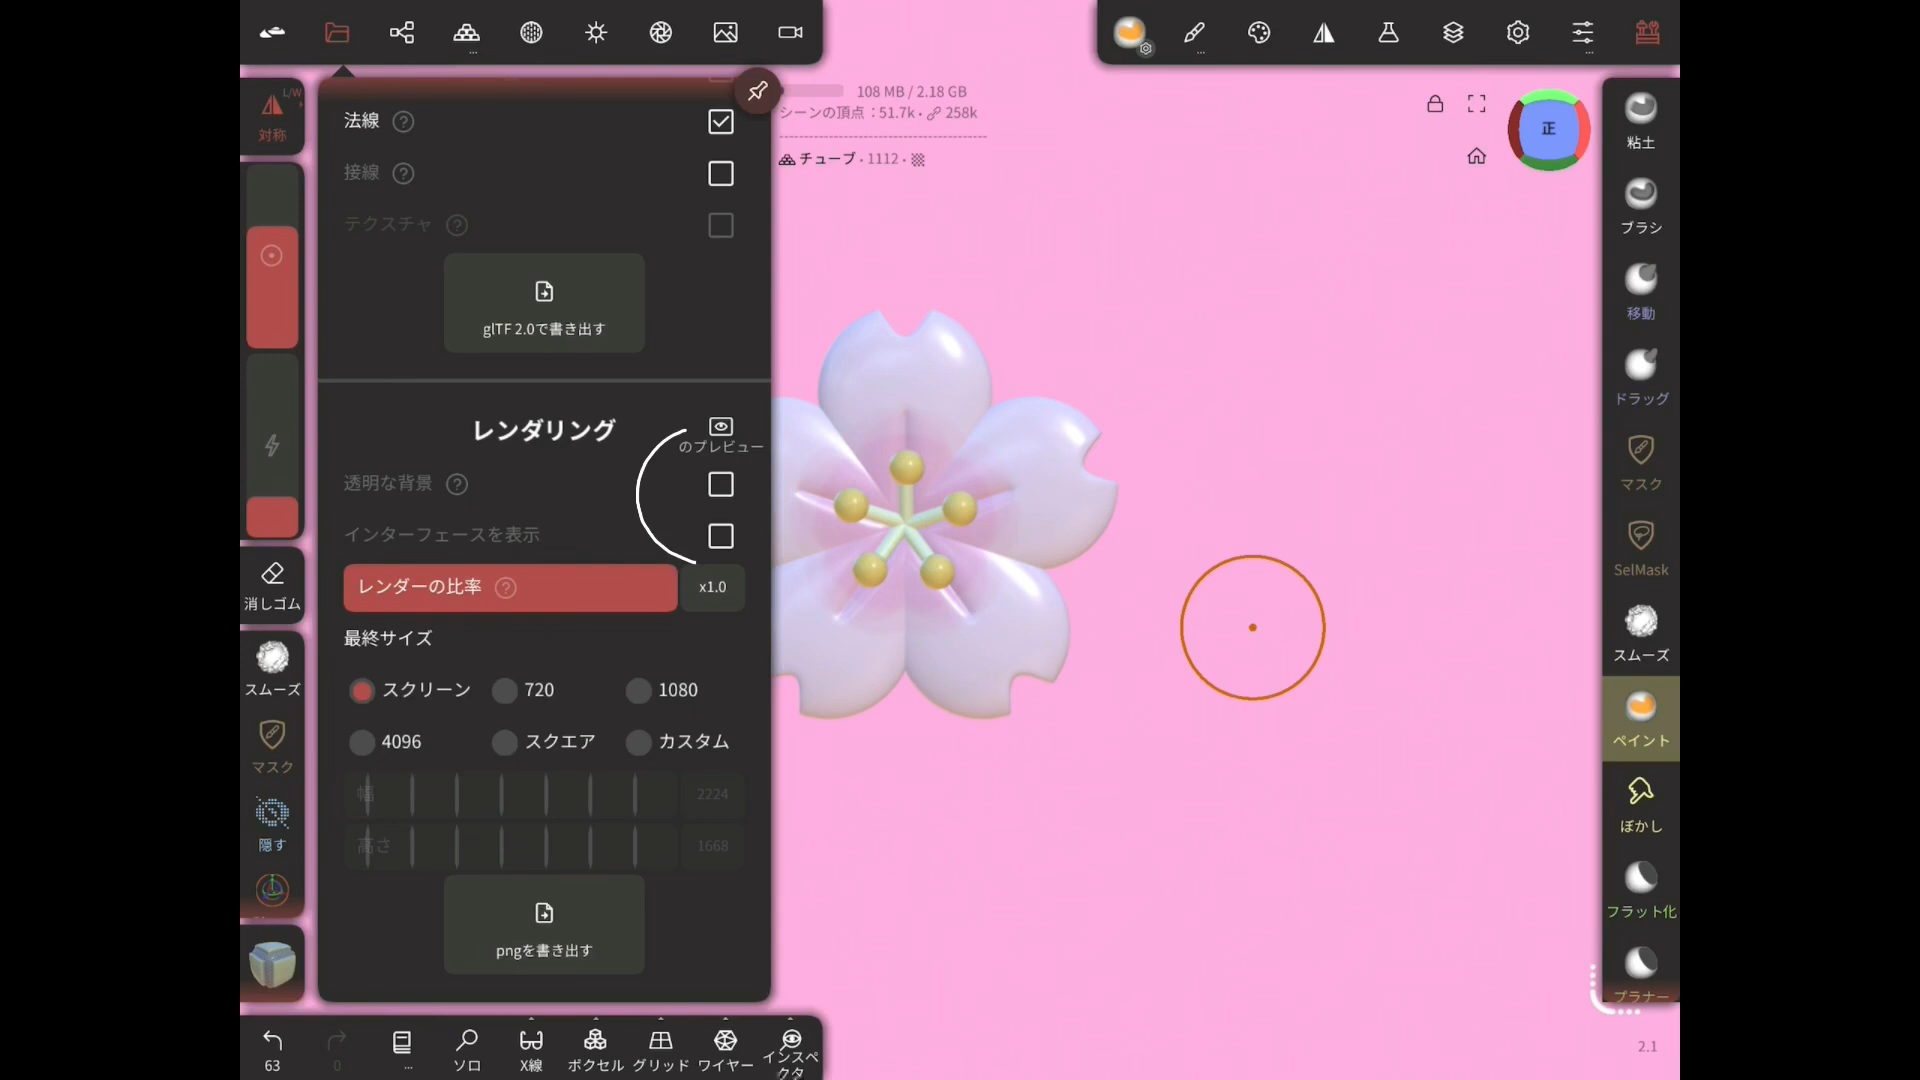 108 MB / 2.18 GB
シーンの頂点：51.7k・258k
チューブ・1112・
L/W
対称
法線 ?
接線 ?
テクスチャ ?
glTF 2.0で書き出す
レンダリング
のプレビュー
透明な背景 ?
インターフェースを表示
レンダーの比率 ?
x1.0
最終サイズ
スクリーン
720
1080
4096
スクエア
カスタム
幅
2224
高さ
1668
pngを書き出す
消しゴム
スムーズ
マスク
隠す
63
0
...
ソロ
X線
ボクセル
グリッド
ワイヤー
インスペクタ
正
粘土
ブラシ
移動
ドラッグ
マスク
SelMask
スムーズ
ペイント
ぼかし
フラット化
プラナー
2.1